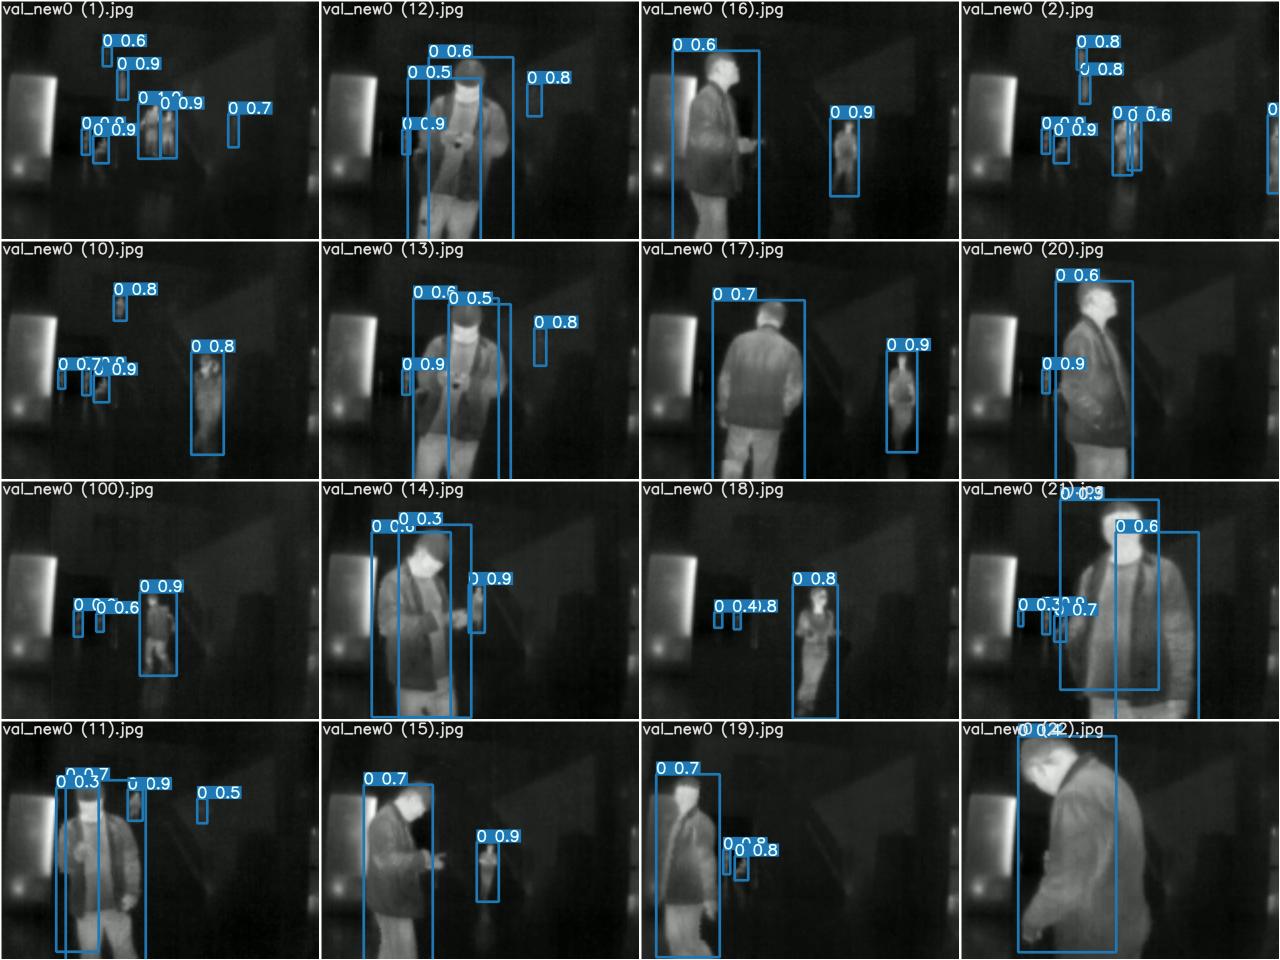 val_new0 (1).jpg
0 0.6
0 0.9
0 0.9
0 0.7
0 0.9
val_new0 (12).jpg
0 0.6
0 0.5
0 0.8
0 0.9
val_new0 (16).jpg
0 0.6
0 0.9
val_new0 (2).jpg
0 0.8
0 0.8
0 0.6
0 0.9
val_new0 (10).jpg
0 0.8
0 0.8
0 0.9
val_new0 (13).jpg
0 0.6
0 0.5
0 0.8
0 0.9
val_new0 (17).jpg
0 0.7
0 0.9
val_new0 (20).jpg
0 0.6
0 0.9
val_new0 (100).jpg
0 0.9
0 0.6
val_new0 (14).jpg
0 0.3
0 0.9
val_new0 (18).jpg
0 0.8
val_new0 (21).jpg
0 0.6
0 0.7
val_new0 (11).jpg
0 0.3
0 0.9
0 0.5
val_new0 (15).jpg
0 0.7
0 0.9
val_new0 (19).jpg
0 0.7
0 0.8
val_new0 (22).jpg